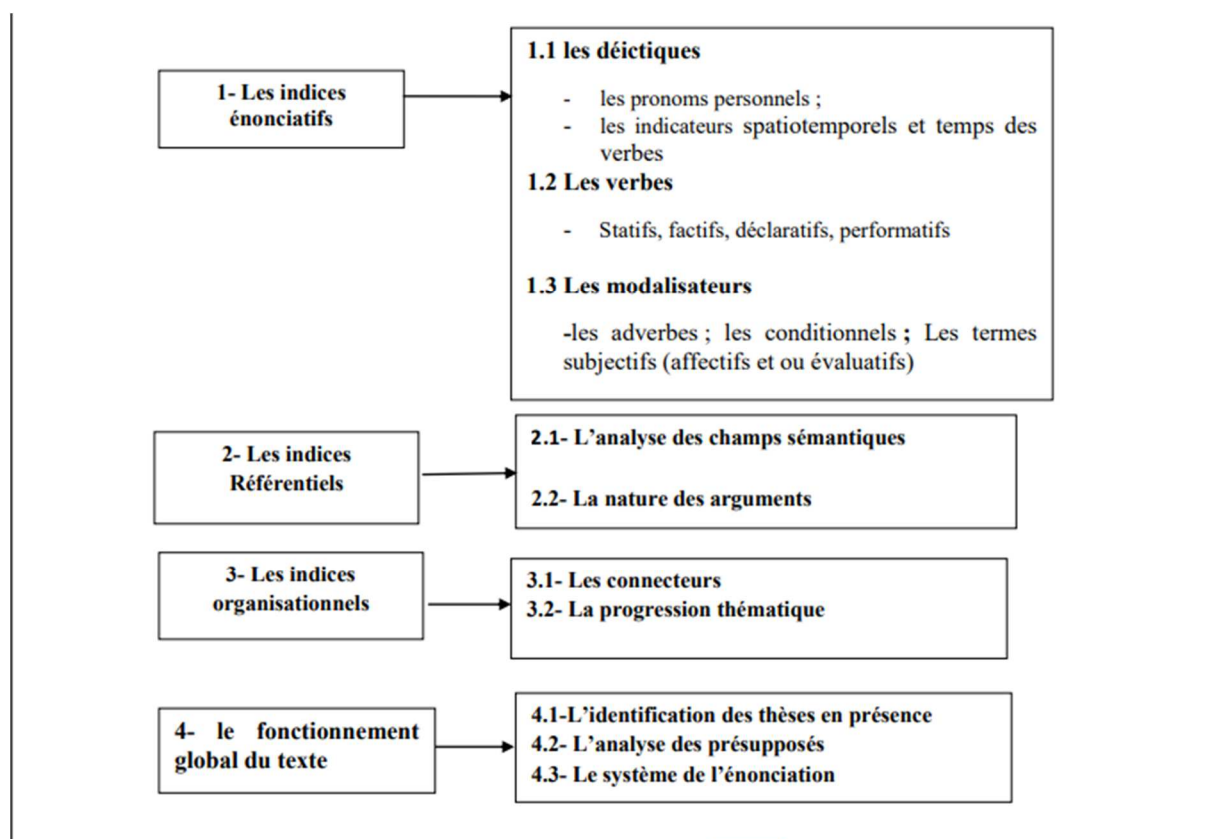 1- Les indices
énonciatifs
1.1 les déictiques
- les pronoms personnels ;
- les indicateurs spatiotemporels et temps des
verbes
1.2 Les verbes
- Statifs, factifs, déclaratifs, performatifs
1.3 Les modalisateurs
-les adverbes ; les conditionnels ; Les termes
subjectifs (affectifs et ou évaluatifs)
2- Les indices
Référentiels
2.1- L’analyse des champs sémantiques
2.2- La nature des arguments
3- Les indices
organisationnels
3.1- Les connecteurs
3.2- La progression thématique
4- le fonctionnement
global du texte
4.1-L’identification des thèses en présence
4.2- L’analyse des présupposés
4.3- Le système de l’énonciation